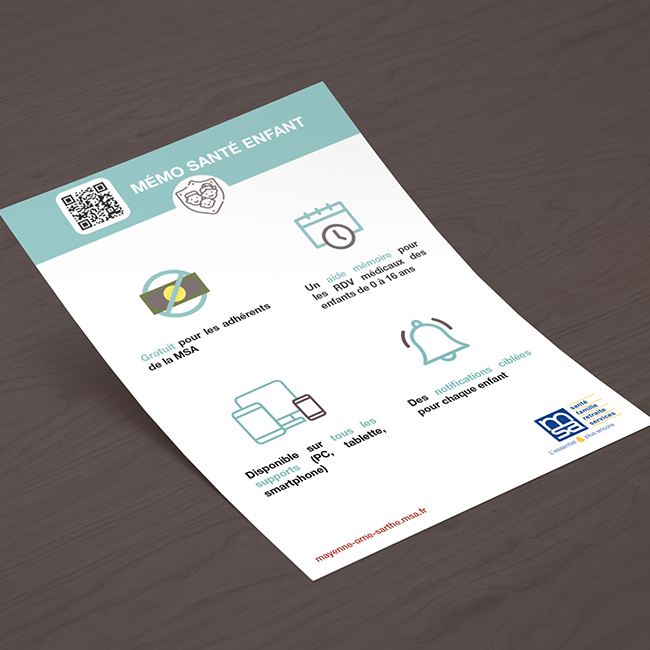 MÉMO SANTÉ ENFANT
Un aide mémoire pour
les RDV médicaux des
enfants de 0 à 16 ans
Gratuit pour les adhérents
de la MSA
Des notifications ciblées
pour chaque enfant
Disponible sur tous les
supports (PC, tablette,
smartphone)
msa
santé
famille
retraite
services
L'essentiel & plus encore
mayenne-orne-sarthe.msa.fr